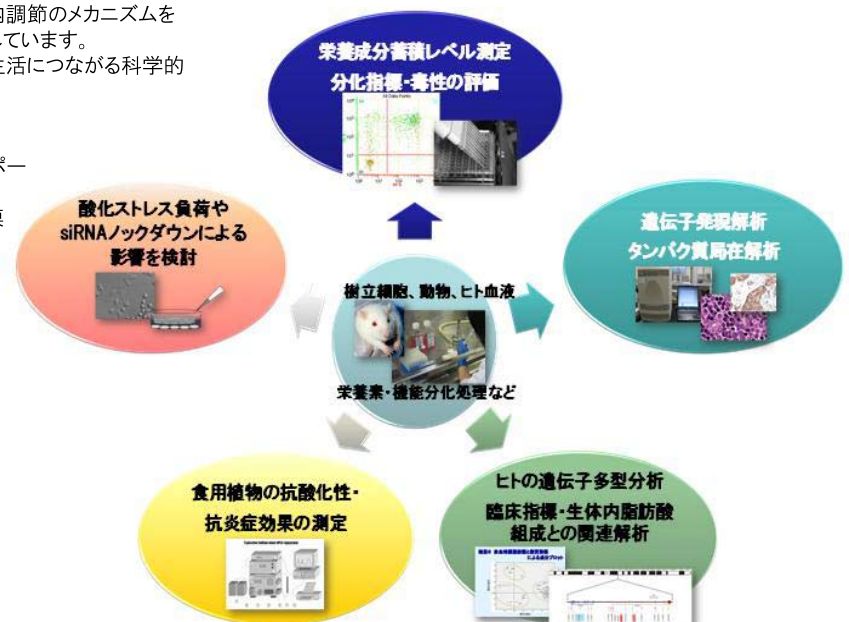 内調節のメカニズムを
しています。
生活につながる科学的
ポー
栄養成分蓄積レベル測定
分化指標・毒性の評価
酸化ストレス負荷や
siRNAノックダウンによる
影響を検討
遺伝子発現解析
タンパク質局在解析
樹立細胞、動物、ヒト血液
栄養素・機能分化処理など
食用植物の抗酸化性・
抗炎症効果の測定
ヒトの遺伝子多型分析
臨床指標・生体内脂肪酸
組成との関連解析